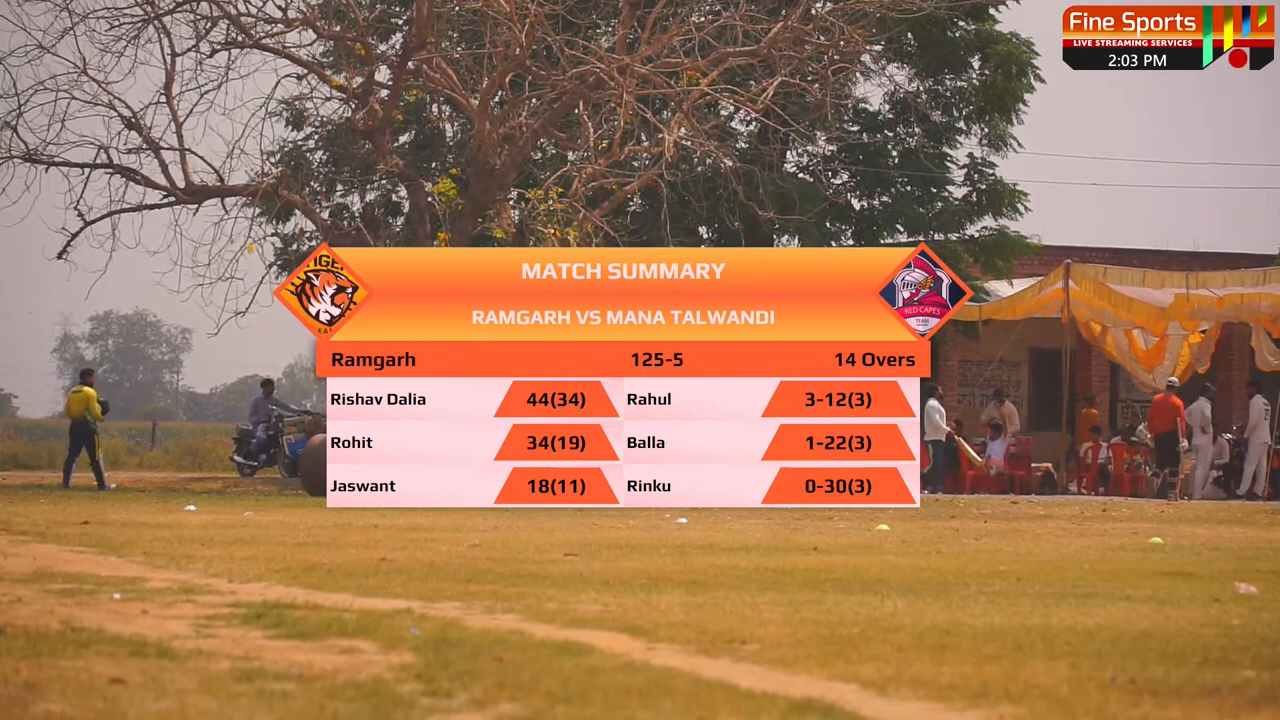 Fine Sports
LIVE STREAMING SERVICES
2:03 PM
MATCH SUMMARY
RAMGARH VS MANA TALWANDI
RED CAPES
TEAM
Ramgarh 125-5 14 Overs
Rishav Dalia 44(34) Rahul 3-12(3)
Rohit 34(19) Balla 1-22(3)
Jaswant 18(11) Rinku 0-30(3)